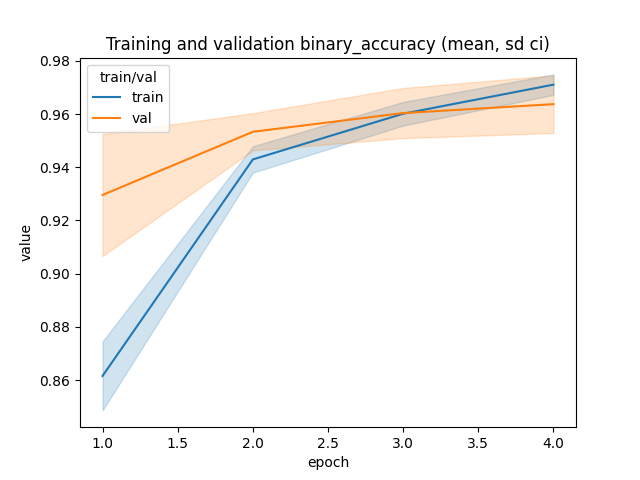 Training and validation binary_accuracy (mean, sd ci)
train/val
train
val
value
0.98
0.96
0.94
0.92
0.90
0.88
0.86
1.0 1.5 2.0 2.5 3.0 3.5 4.0
epoch